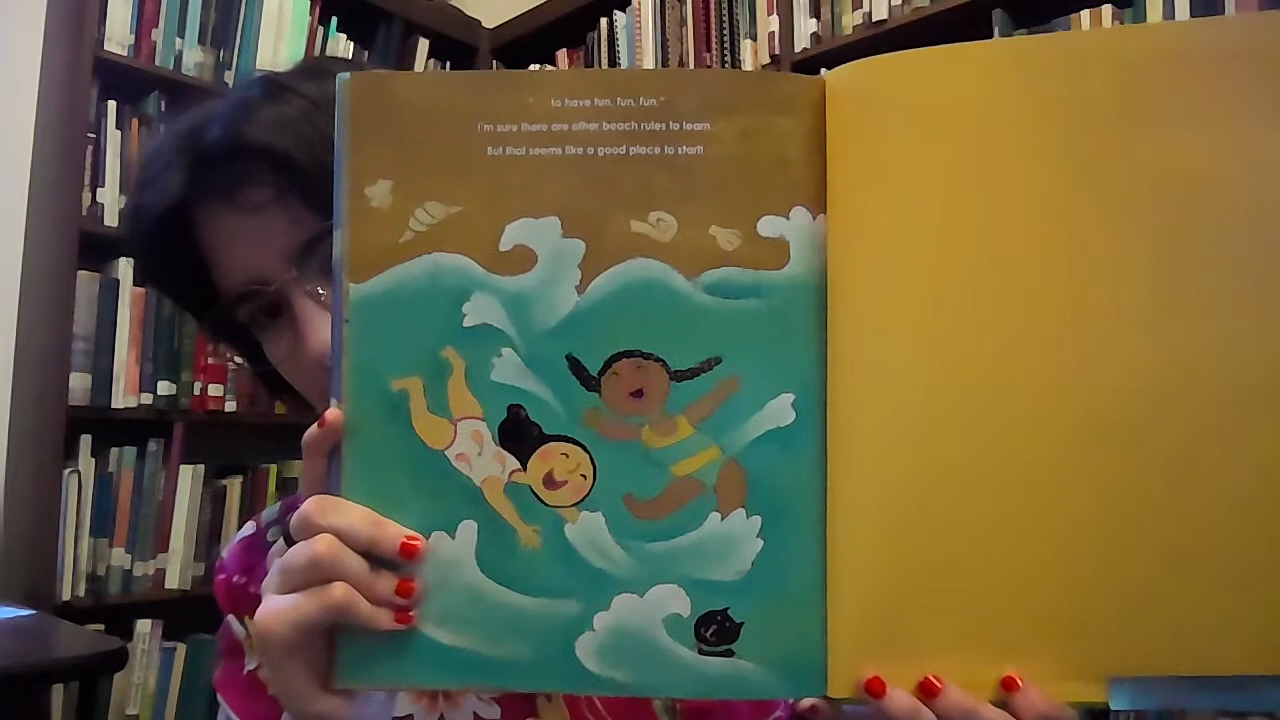 " to have fun, fun, fun."
I'm sure there are other beach rules to learn.
But that seems like a good place to start!